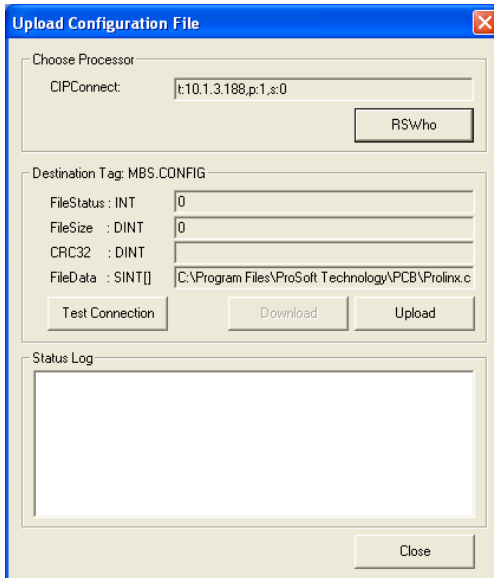 Upload Configuration File
Choose Processor
CIPConnect: t:10.1.3.188,p:1,s:0
RSWho
Destination Tag: MBS.CONFIG
FileStatus : INT 0
FileSize : DINT 0
CRC32 : DINT
FileData : SINT[] C:\Program Files\ProSoft Technology\PCB\Prolinx.c
Test Connection Download Upload
Status Log
Close